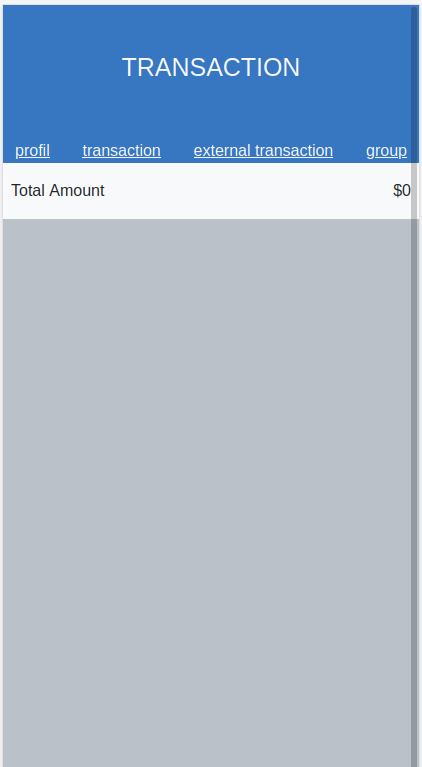 TRANSACTION
profil transaction external transaction group
Total Amount $0